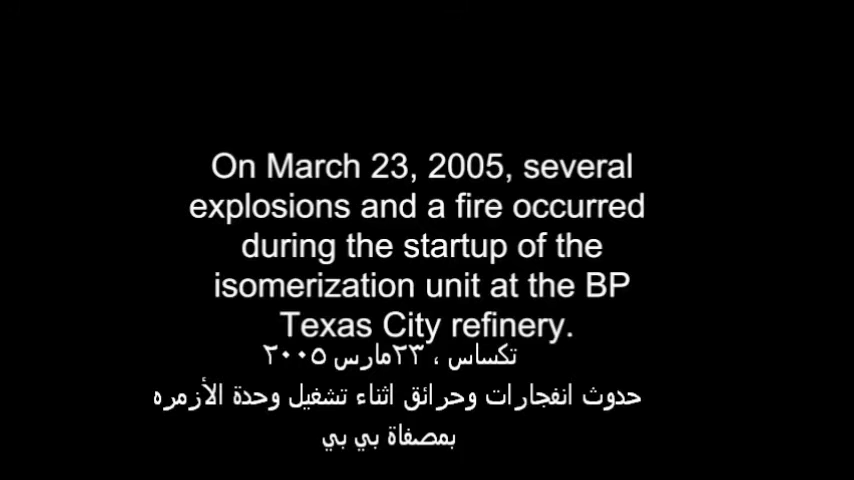 On March 23, 2005, several
explosions and a fire occurred
during the startup of the
isomerization unit at the BP
Texas City refinery.
تكساس ، ٢٣مارس ٢٠٠٥
حدوث انفجارات وحرائق اثناء تشغيل وحدة الأزمره
بمصفاة بي بي